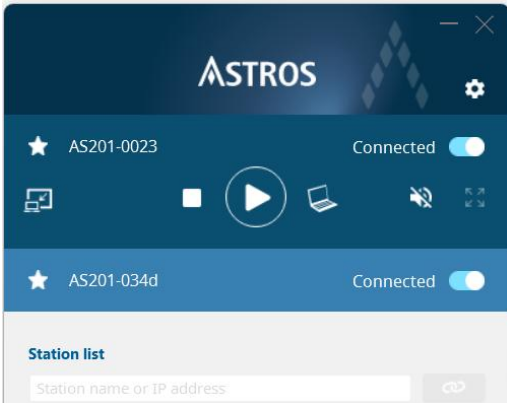 ASTROS
AS201-0023 Connected
AS201-034d Connected
Station list
Station name or IP address